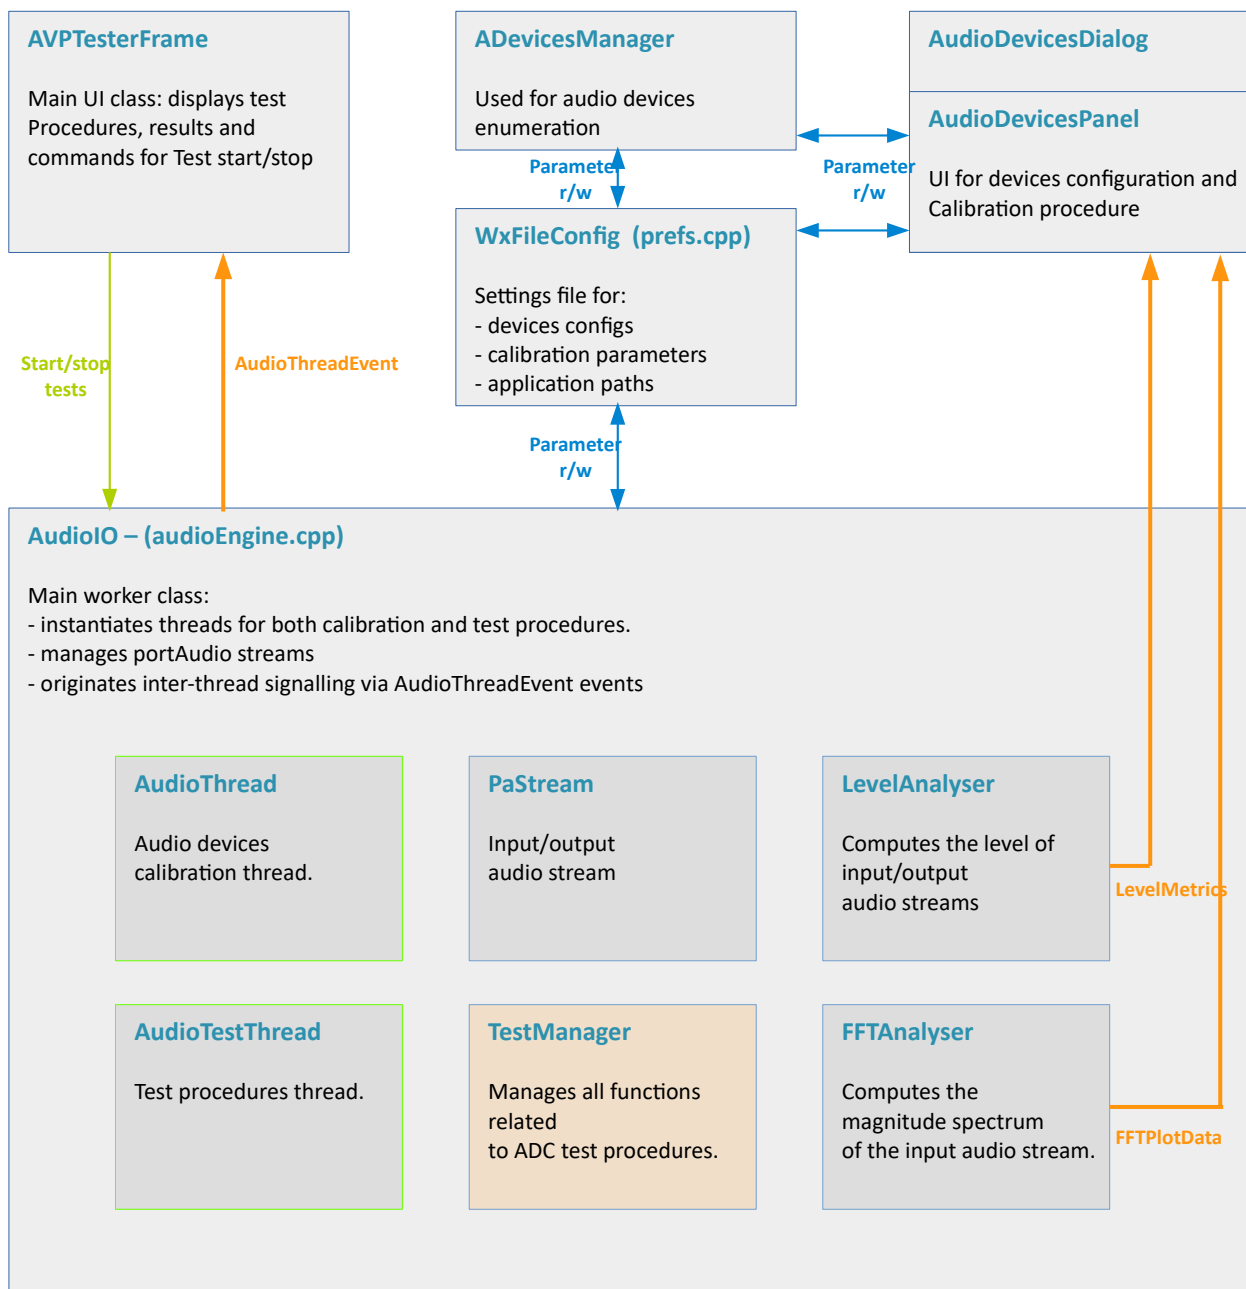 AVPTesterFrame
Main UI class: displays test
Procedures, results and
commands for Test start/stop
ADevicesManager
Used for audio devices
enumeration
AudioDevicesDialog
AudioDevicesPanel
UI for devices configuration and
Calibration procedure
Parameter
r/w
Parameter
r/w
WxFileConfig (prefs.cpp)
Settings file for:
- devices configs
- calibration parameters
- application paths
Start/stop
tests
AudioThreadEvent
Parameter
r/w
AudioIO – (audioEngine.cpp)
Main worker class:
- instantiates threads for both calibration and test procedures.
- manages portAudio streams
- originates inter-thread signalling via AudioThreadEvent events
AudioThread
Audio devices
calibration thread.
PaStream
Input/output
audio stream
LevelAnalyser
Computes the level of
input/output
audio streams
LevelMetrics
AudioTestThread
Test procedures thread.
TestManager
Manages all functions
related
to ADC test procedures.
FFTAnalyser
Computes the
magnitude spectrum
of the input audio stream.
FFTPlotData